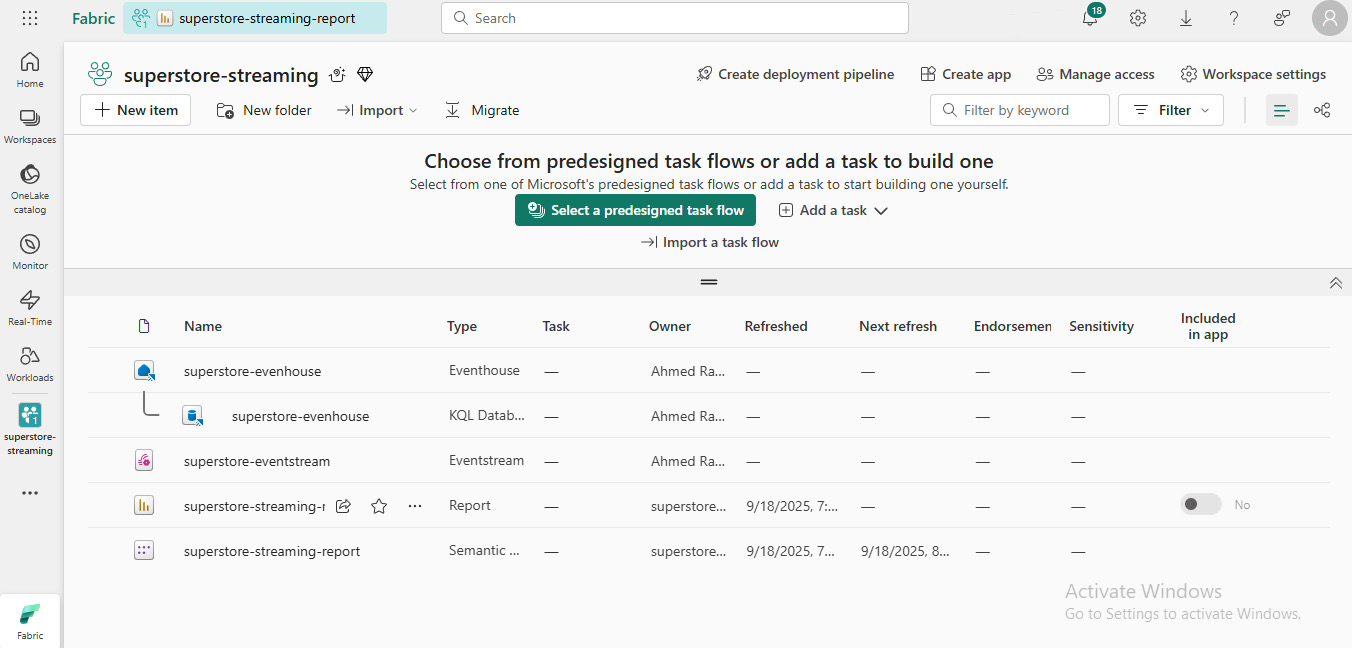 Fabric superstore-streaming-report Search 18
superstore-streaming Create deployment pipeline Create app Manage access Workspace settings
New item New folder Import Migrate Filter by keyword Filter
Home
Workspaces
OneLake
catalog
Monitor
Real-Time
Workloads
1
superstore-
streaming
Fabric
Choose from predesigned task flows or add a task to build one
Select from one of Microsoft's predesigned task flows or add a task to start building one yourself.
Select a predesigned task flow Add a task
Import a task flow
Name Type Task Owner Refreshed Next refresh Endorsemen Sensitivity Included
in app
superstore-evenhouse Eventhouse — Ahmed Ra... — — — —
superstore-evenhouse KQL Datab... — Ahmed Ra... — — — —
superstore-eventstream Eventstream — Ahmed Ra... — — — —
superstore-streaming-r Report — superstore... 9/18/2025, 7:... — — — No
superstore-streaming-report Semantic ... — superstore... 9/18/2025, 7... 9/18/2025, 8... — —
Activate Windows
Go to Settings to activate Windows.